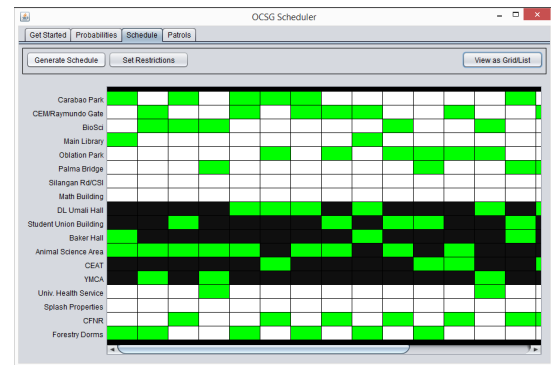 OCSG Scheduler
Get Started Probabilities Schedule Patrols
Generate Schedule Set Restrictions View as Grid/List
Carabao Park
CEM/Raymundo Gate
BioSci
Main Library
Oblation Park
Palma Bridge
Silangan Rd/CSI
Math Building
DL Umali Hall
Student Union Building
Baker Hall
Animal Science Area
CEAT
YMCA
Univ. Health Service
Splash Properties
CFNR
Forestry Dorms